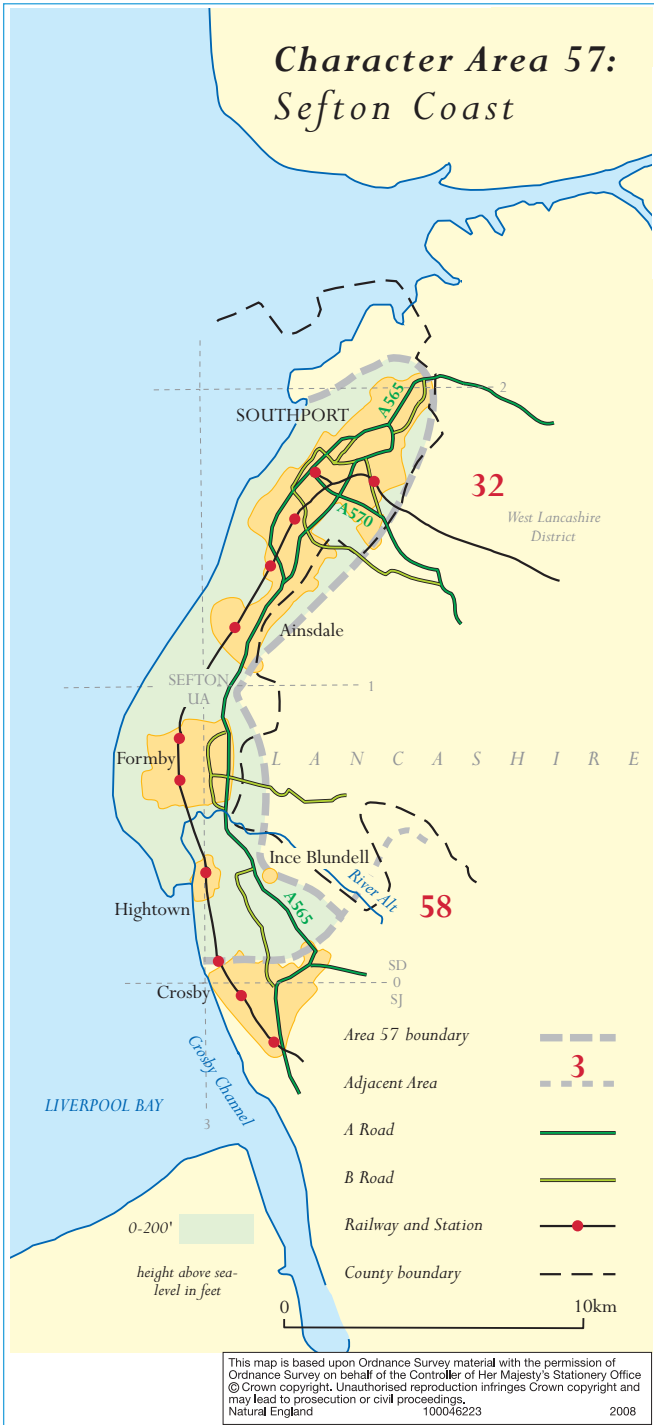 Character Area 57:
Sefton Coast
2
SOUTHPORT
A565
32
A570
West Lancashire
District
Ainsdale
SEFTON
UA
1
Formby
LANCASHIRE
Ince Blundell
River Alt
Hightown
A565
58
SD
Crosby
0
SJ
Area 57 boundary
3
Crosby Channel
Adjacent Area
LIVERPOOL BAY
3
A Road
B Road
0-200'
Railway and Station
height above sea-
level in feet
County boundary
0 10km
This map is based upon Ordnance Survey material with the permission of
Ordnance Survey on behalf of the Controller of Her Majesty's Stationery Office
© Crown copyright. Unauthorised reproduction infringes Crown copyright and
may lead to prosecution or civil proceedings.
Natural England 100046223 2008